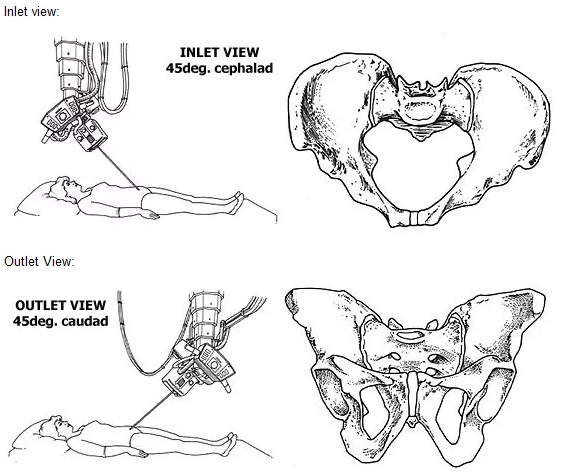 Inlet view:
INLET VIEW
45deg. cephalad
Outlet View:
OUTLET VIEW
45deg. caudad